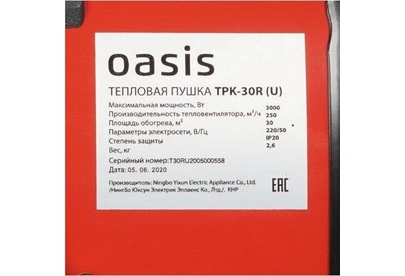 oasis
ТЕПЛОВАЯ ПУШКА TPK-30R (U)
Максимальная мощность, Вт 3000
Производительность тепловентилятора, м³/ч 250
Площадь обогрева, м² 30
Параметры электросети, В/Гц 220/50
Степень защиты IP20
Вес, кг 2,6
Серийный номер:T30RU2005000558
Дата: 05. 06. 2020
Производитель: Ningbo Yixun Electric Appliance Co., Ltd.
/Нингбо Юксун Электрик Эплаенс Ко., Лтд./. КНР
EAC